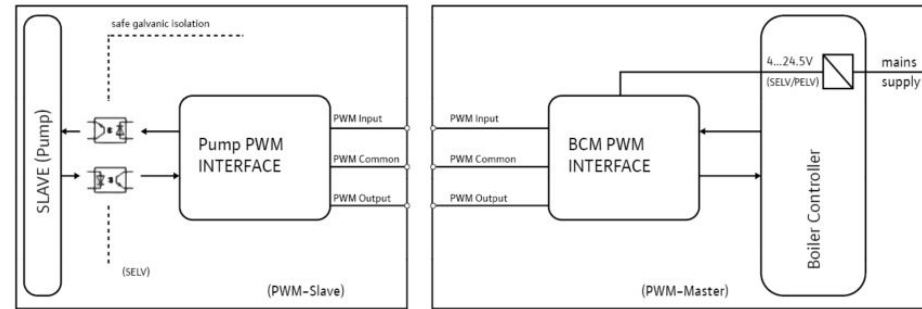 safe galvanic isolation
SLAVE (Pump)
Pump PWM
INTERFACE
PWM Input
PWM Common
PWM Output
(SELV)
(PWM-Slave)
PWM Input
PWM Common
PWM Output
BCM PWM
INTERFACE
4...24.5V
(SELV/PELV)
mains
supply
Boiler Controller
(PWM-Master)